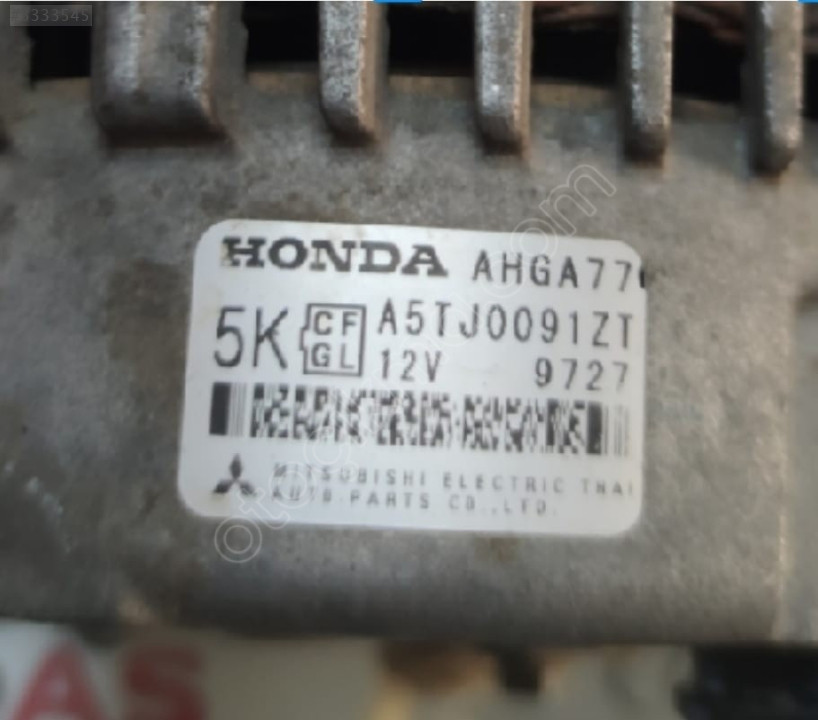 HONDA AHGA77
5K CF GL A5TJ0091ZT
12V 9727
MITSUBISHI ELECTRIC THAI
AUTO-PARTS CO.,LTD.